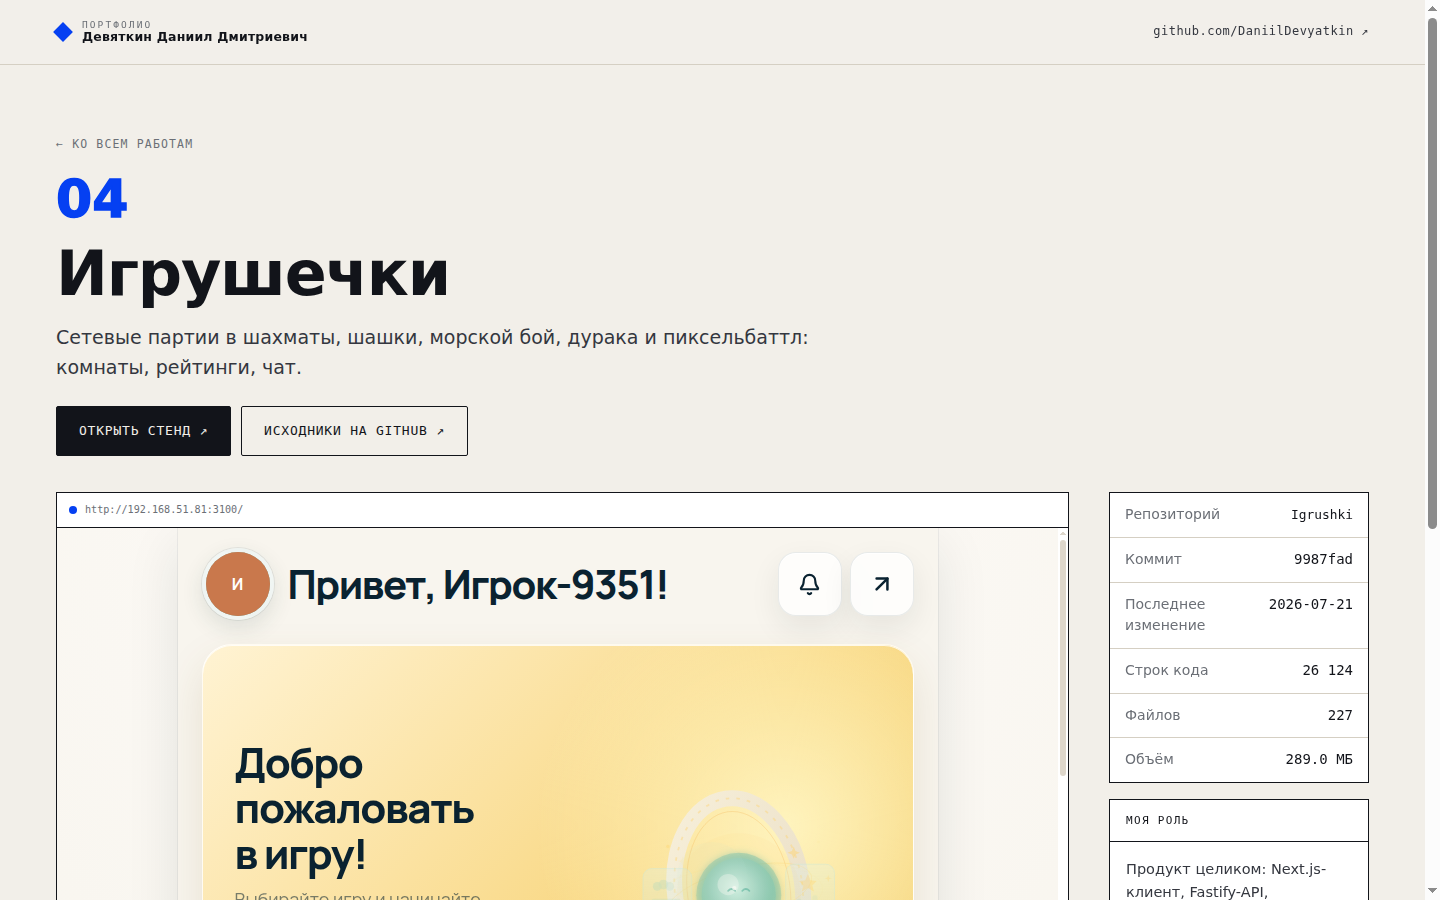 ПОРТФОЛИО
Девяткин Даниил Дмитриевич
github.com/DaniilDevyatkin ↗
← КО ВСЕМ РАБОТАМ
04
Игрушечки
Сетевые партии в шахматы, шашки, морской бой, дурака и пиксельбаттл:
комнаты, рейтинги, чат.
ОТКРЫТЬ СТЕНД ↗
ИСХОДНИКИ НА GITHUB ↗
http://192.168.51.81:3100/
И
Привет, Игрок-9351!
Добро
пожаловать
в игру!
Выбирайте игру и начинайте
Репозиторий Igrushki
Коммит 9987fad
Последнее 2026-07-21
изменение
Строк кода 26 124
Файлов 227
Объём 289.0 МБ
МОЯ РОЛЬ
Продукт целиком: Next.js-
клиент, Fastify-API,